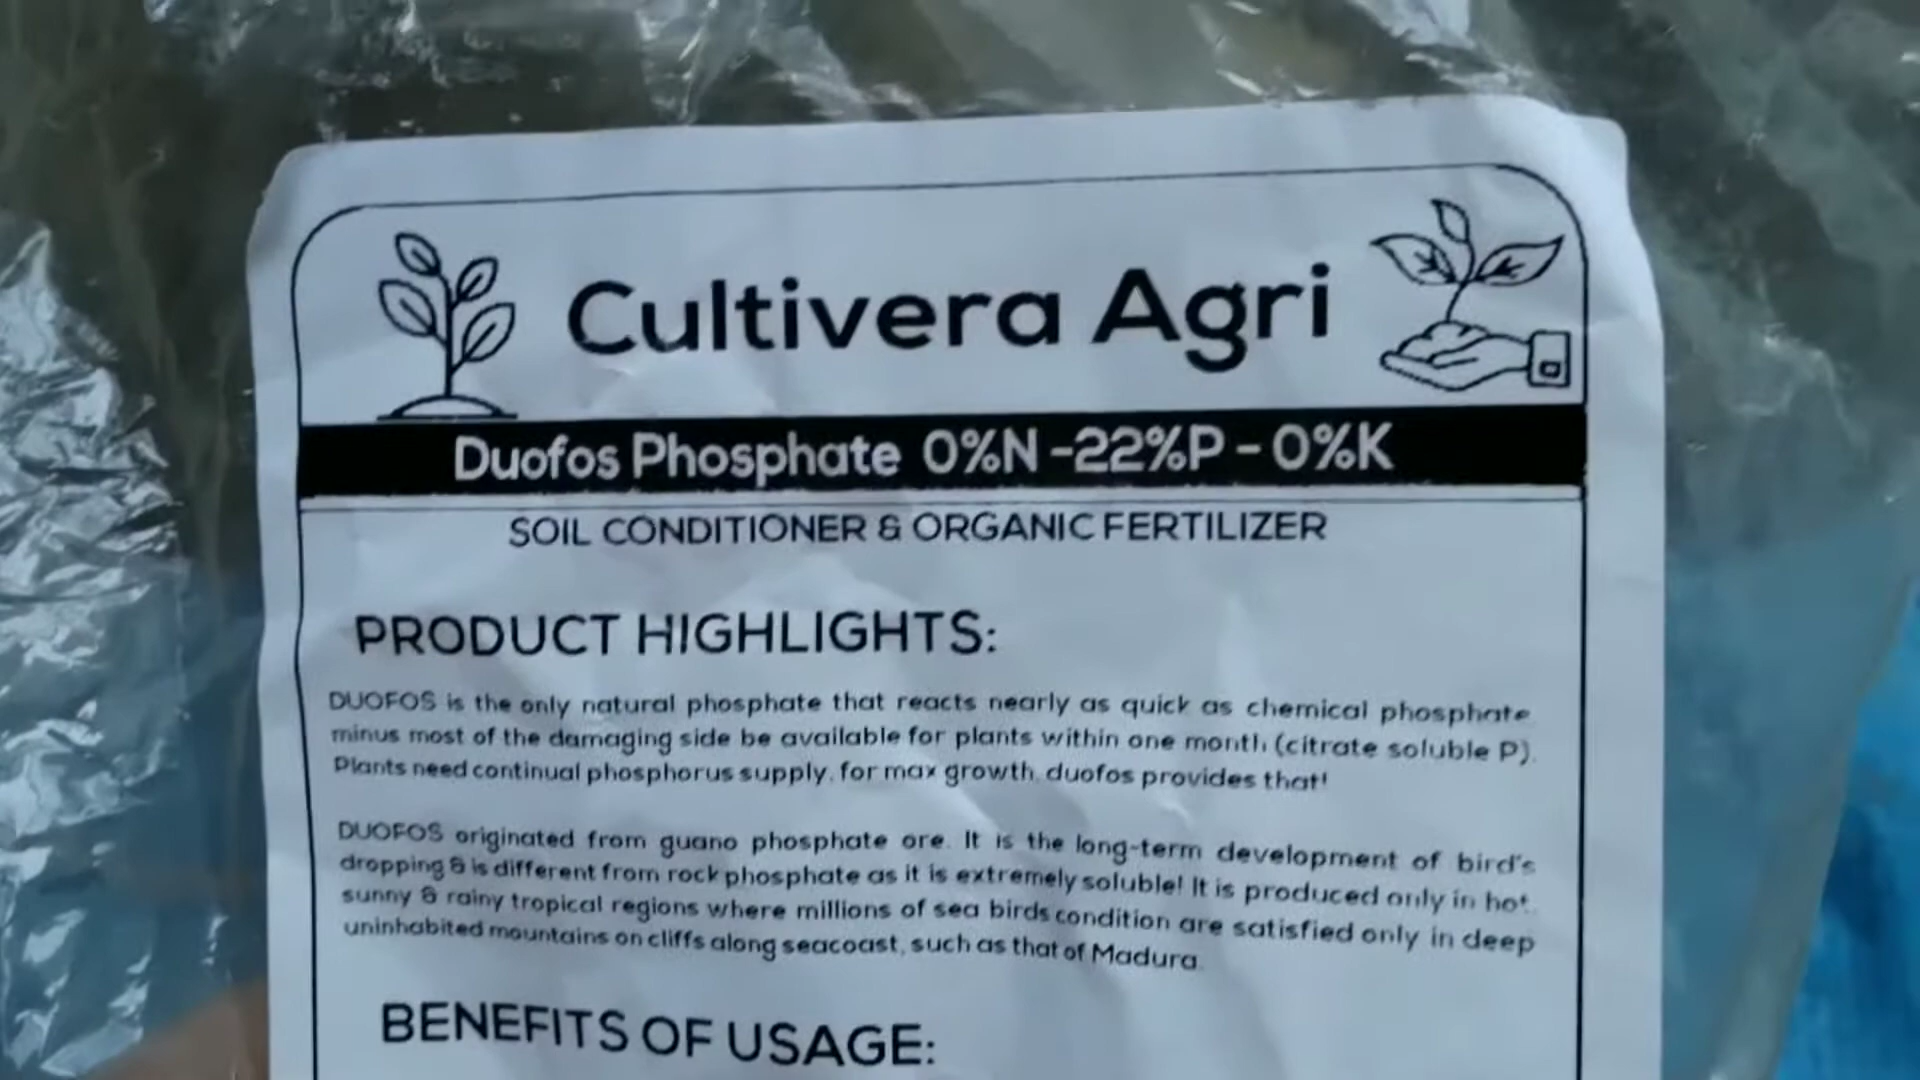 Cultivera Agri
Duofos Phosphate 0%N -22%P - 0%K
SOIL CONDITIONER & ORGANIC FERTILIZER
PRODUCT HIGHLIGHTS:
DUOFOS is the only natural phosphate that reacts nearly as quick as chemical phosphate
minus most of the damaging side be available for plants within one month (citrate soluble P).
Plants need continual phosphorus supply, for max growth, duofos provides that!
DUOFOS originated from guano phosphate ore. It is the long-term development of bird's
dropping & is different from rock phosphate as it is extremely soluble! It is produced only in hot,
sunny & rainy tropical regions where millions of sea birds condition are satisfied only in deep
uninhabited mountains on cliffs along seacoast, such as that of Madura.
BENEFITS OF USAGE: